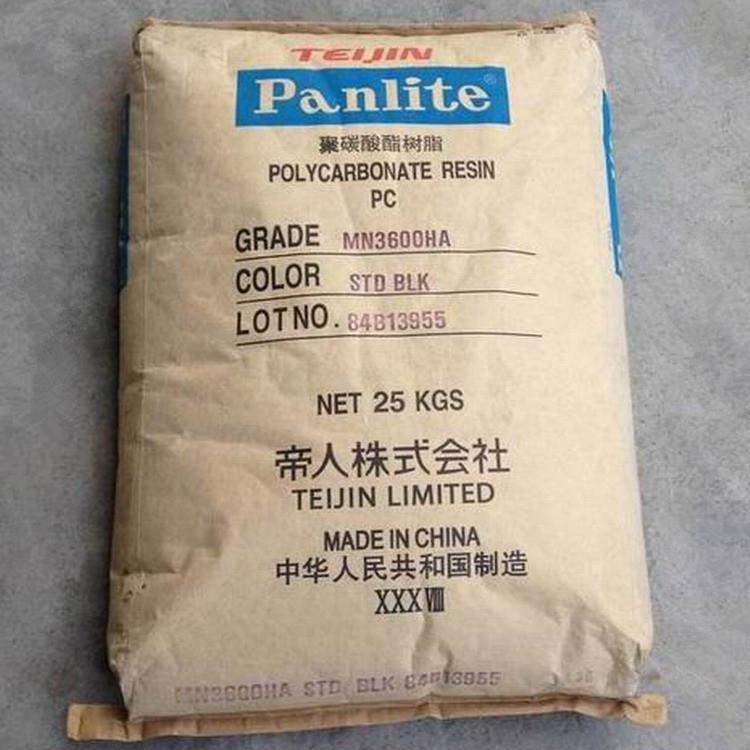 TEIJIN
Panlite®
聚碳酸酯树脂
POLYCARBONATE RESIN
PC
GRADE MN3600HA
COLOR STD BLK
LOT NO. 84B13955
NET 25 KGS
帝人株式会社
TEIJIN LIMITED
MADE IN CHINA
中华人民共和国制造
XXX VIII
MN3600HA STD BLK 84B13955